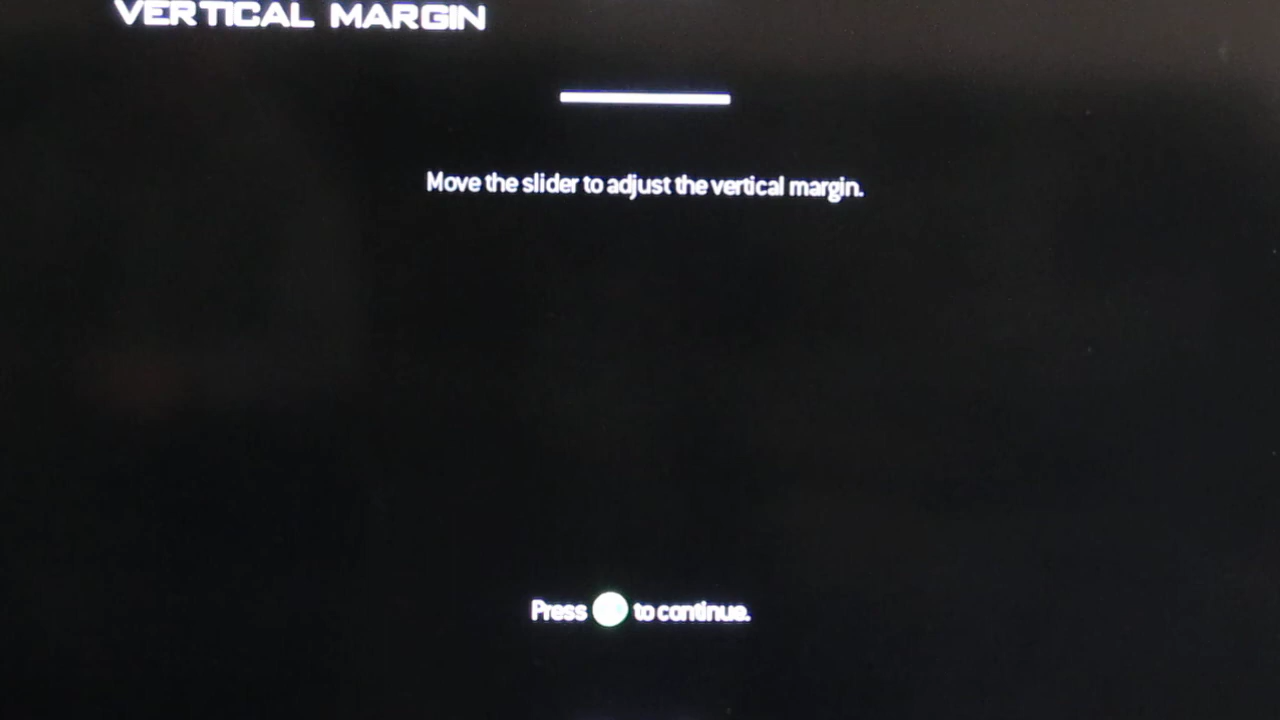 VERTICAL MARGIN
Move the slider to adjust the vertical margin.
Press to continue.